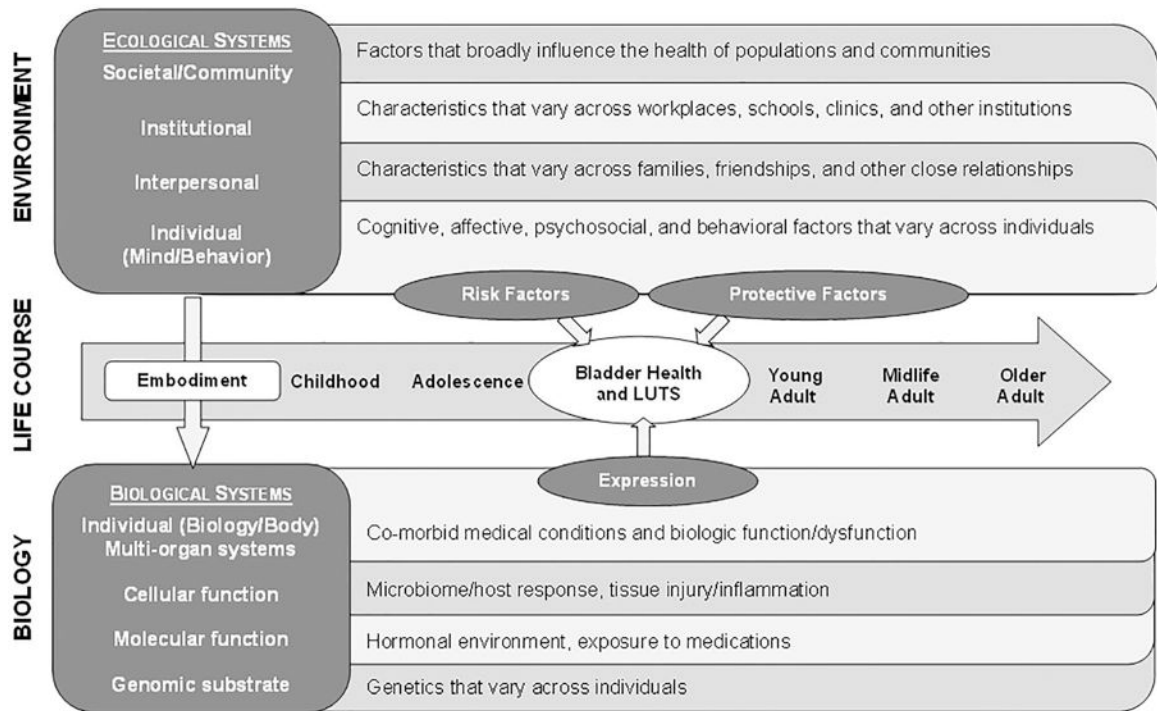 ENVIRONMENT
ECOLOGICAL SYSTEMS
Societal/Community
Factors that broadly influence the health of populations and communities
Institutional
Characteristics that vary across workplaces, schools, clinics, and other institutions
Interpersonal
Characteristics that vary across families, friendships, and other close relationships
Individual
(Mind/Behavior)
Cognitive, affective, psychosocial, and behavioral factors that vary across individuals
Risk Factors
Protective Factors
LIFE COURSE
Embodiment
Childhood
Adolescence
Bladder Health
and LUTS
Young
Adult
Midlife
Adult
Older
Adult
Expression
BIOLOGY
BIOLOGICAL SYSTEMS
Individual (Biology/Body)
Multi-organ systems
Co-morbid medical conditions and biologic function/dysfunction
Cellular function
Microbiome/host response, tissue injury/inflammation
Molecular function
Hormonal environment, exposure to medications
Genomic substrate
Genetics that vary across individuals